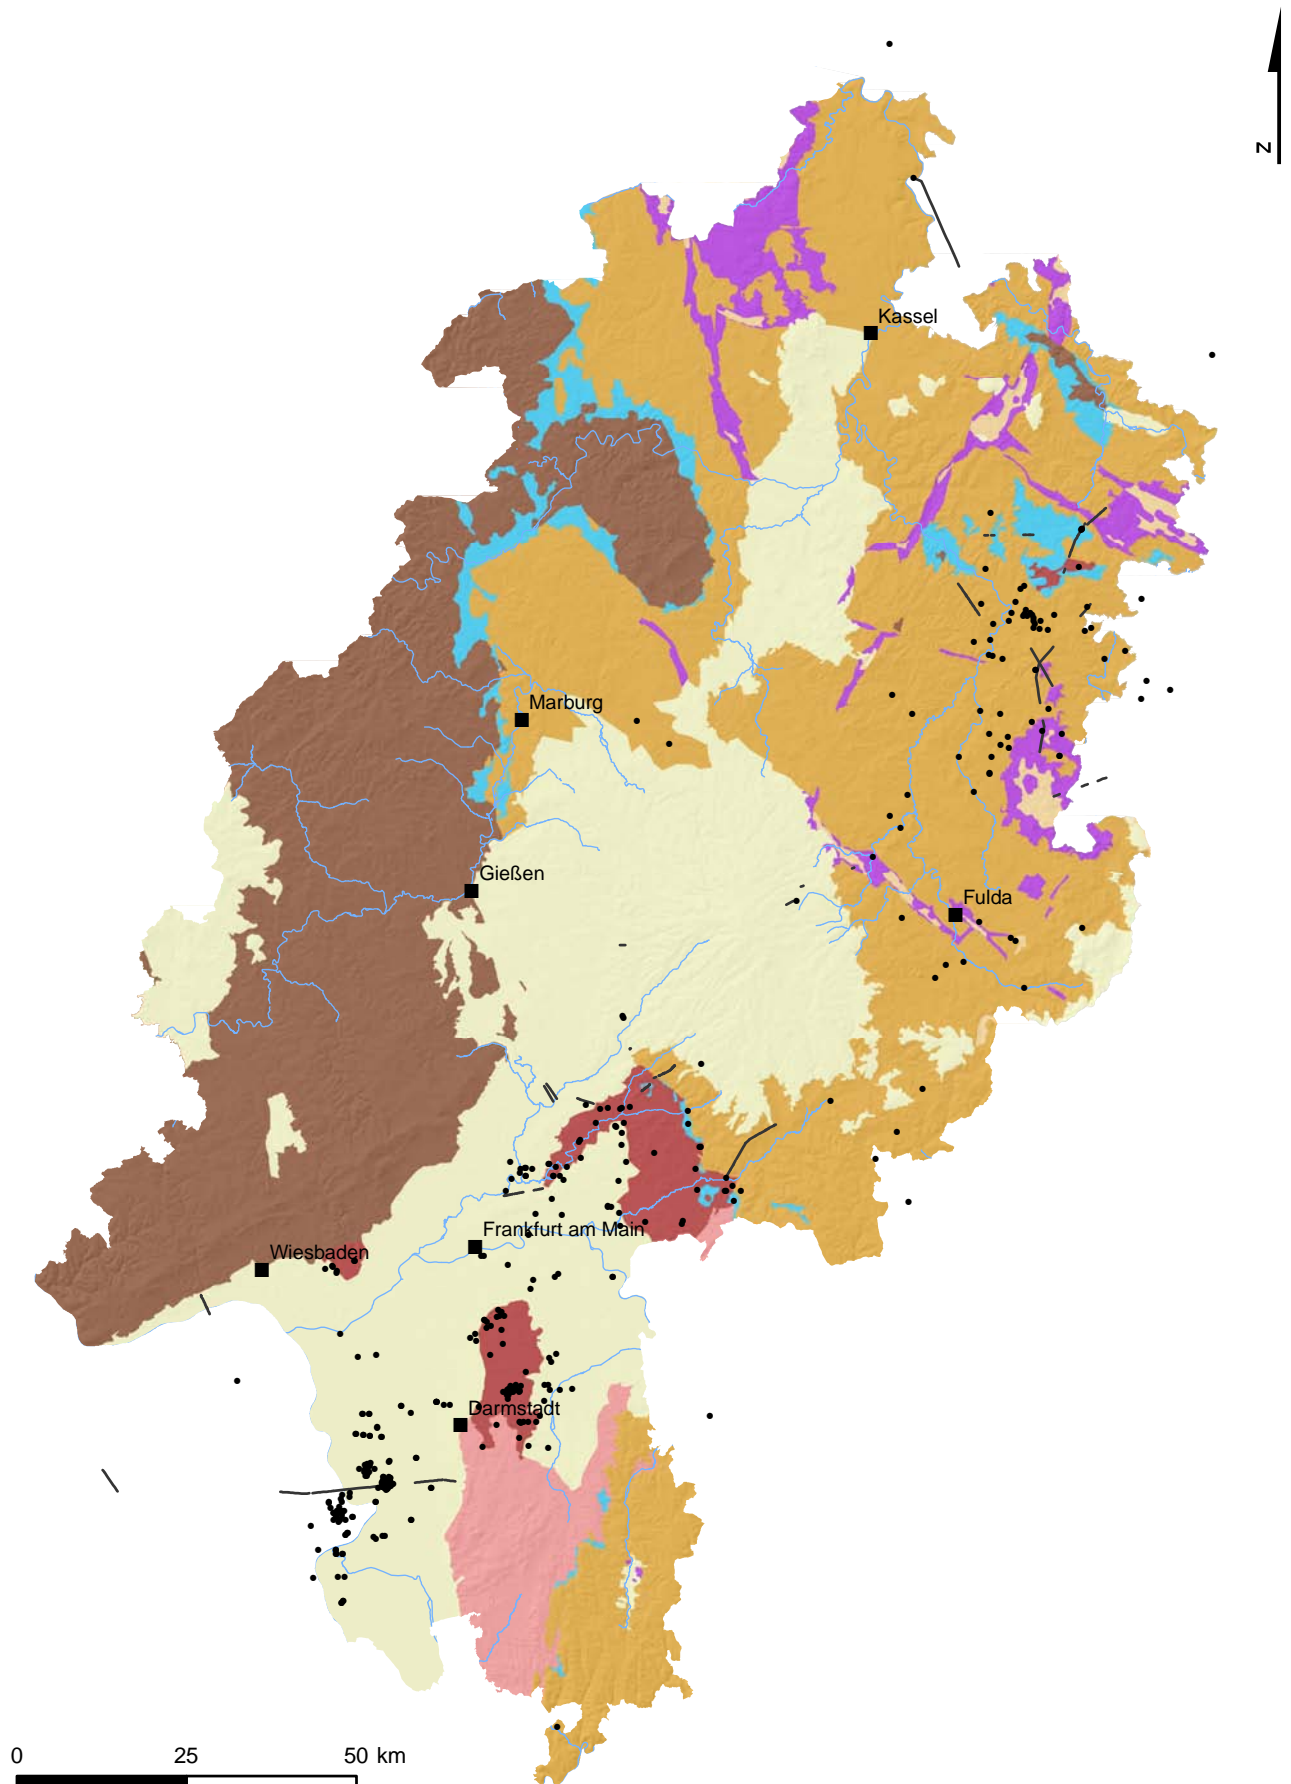 N
Kassel
Marburg
Gießen
Fulda
Frankfurt am Main
Wiesbaden
Darmstadt
0 25 50 km